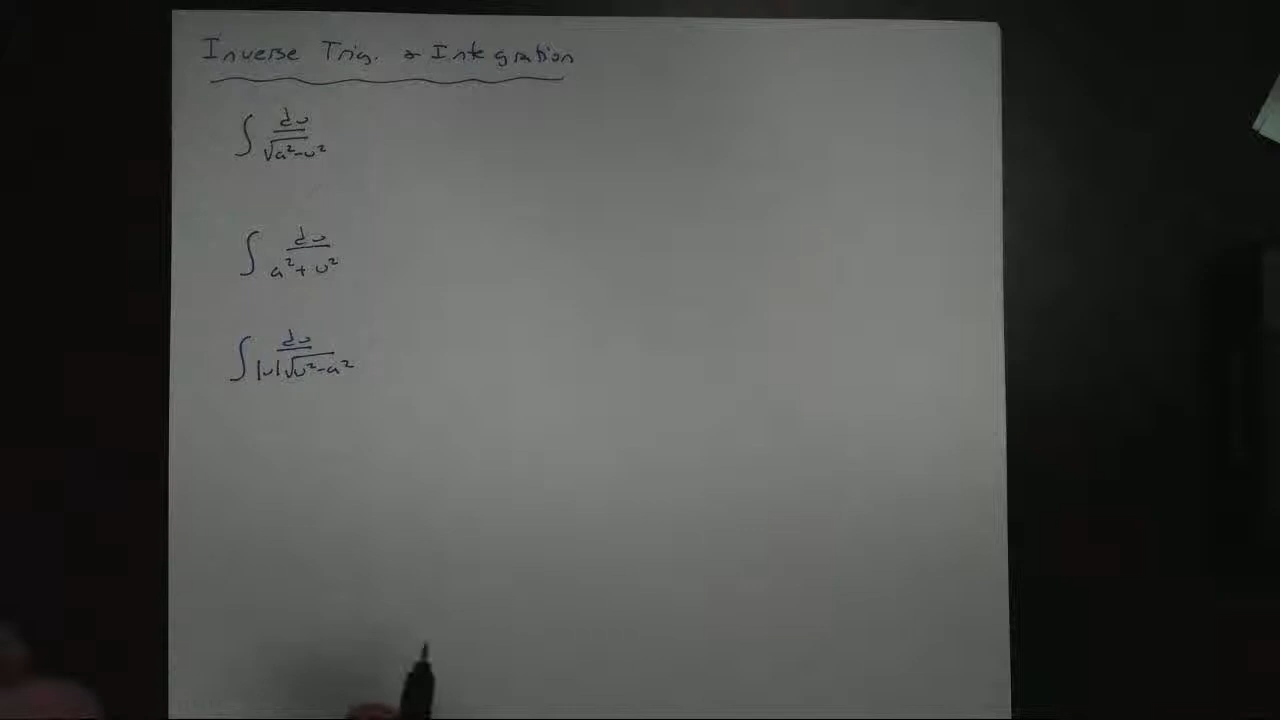 Inverse Trig. & Integration
∫ du/√(a²-u²)
∫ du/(a²+u²)
∫ du/(|u|√(u²-a²))